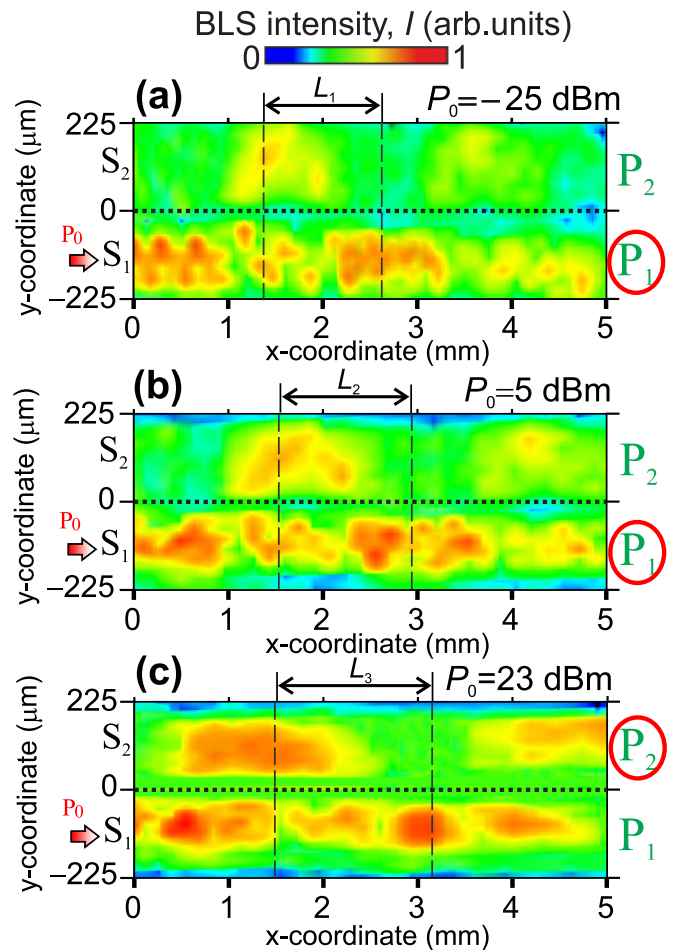 BLS intensity, I (arb.units)
0 1
(a) L₁ P₀=−25 dBm
y-coordinate (μm)
225
S₂
0
P₀
S₁
−225
P₂
P₁
0 1 2 3 4 5
x-coordinate (mm)
(b) L₂ P₀=5 dBm
y-coordinate (μm)
225
S₂
0
P₀
S₁
−225
P₂
P₁
0 1 2 3 4 5
x-coordinate (mm)
(c) L₃ P₀=23 dBm
y-coordinate (μm)
225
S₂
0
P₀
S₁
−225
P₂
P₁
0 1 2 3 4 5
x-coordinate (mm)